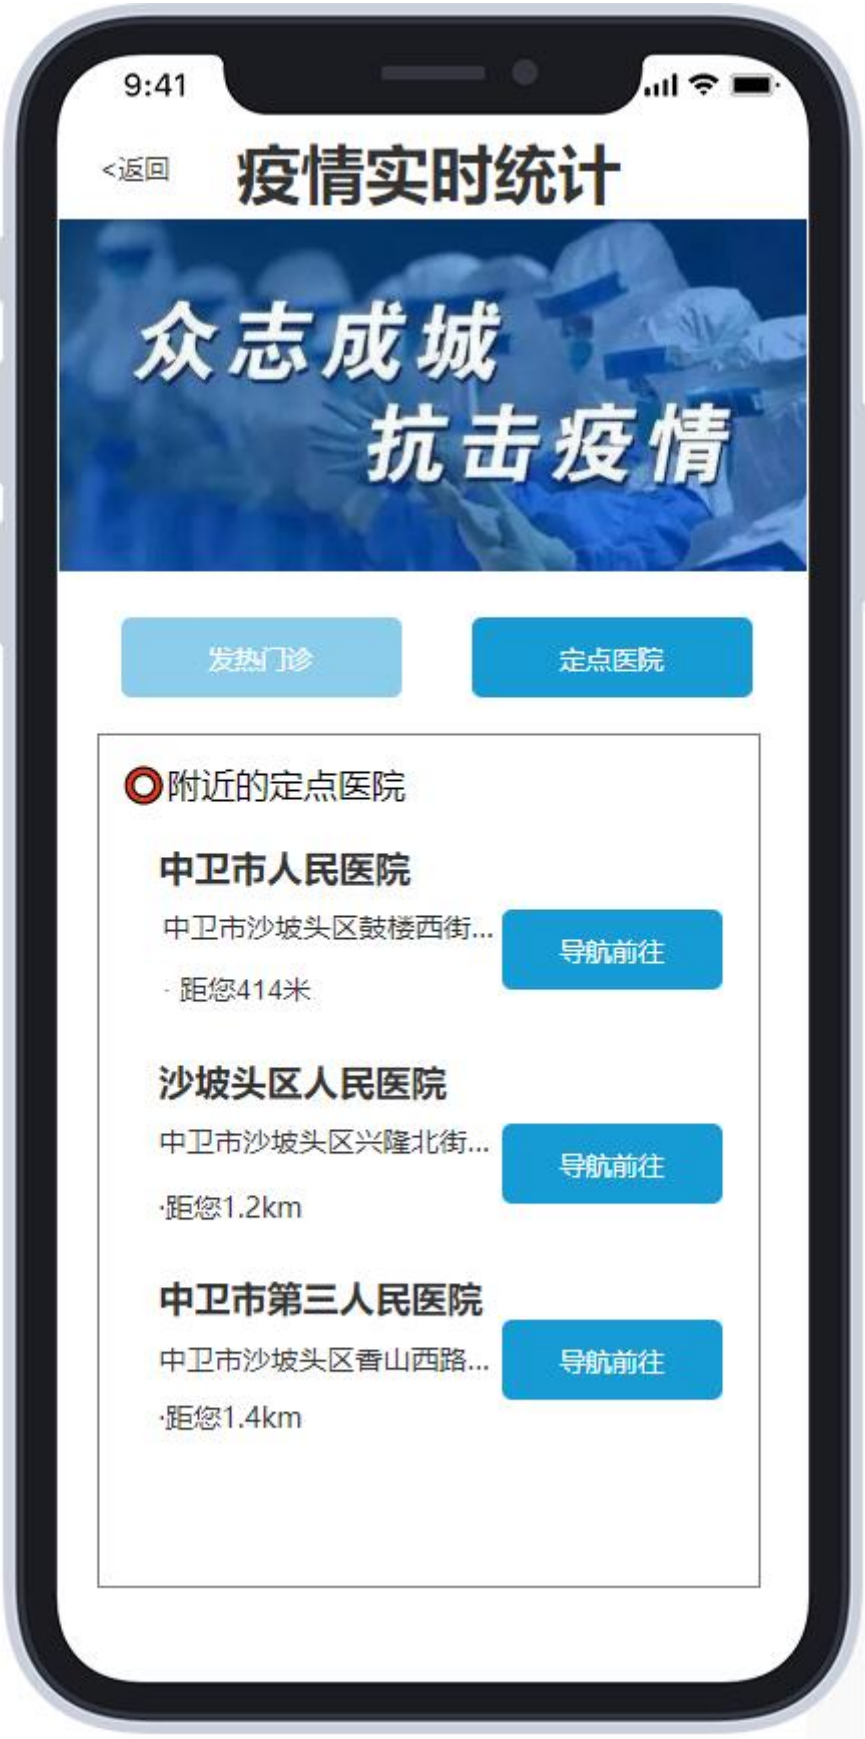 9:41
<返回
疫情实时统计
众志成城
抗击疫情
发热门诊
定点医院
附近的定点医院
中卫市人民医院
中卫市沙坡头区鼓楼西街...
导航前往
· 距您414米
沙坡头区人民医院
中卫市沙坡头区兴隆北街...
导航前往
·距您1.2km
中卫市第三人民医院
中卫市沙坡头区香山西路...
导航前往
·距您1.4km